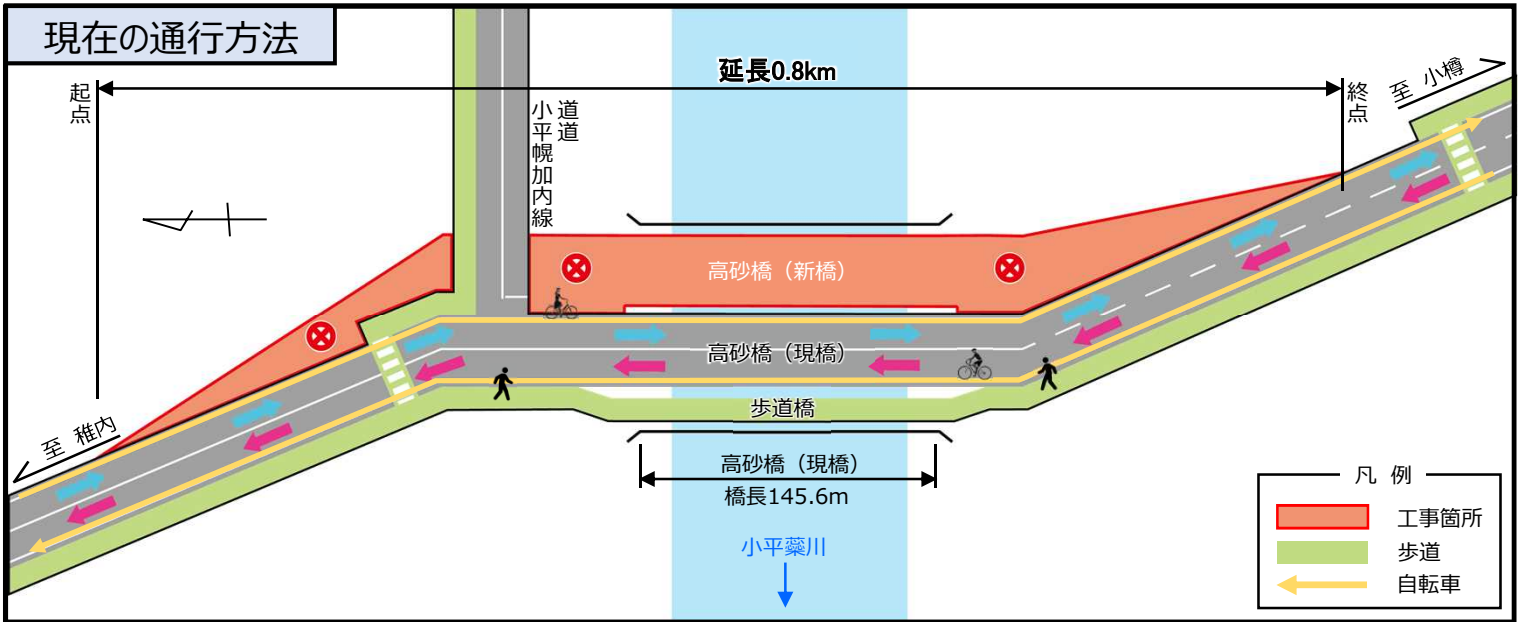 現在の通行方法
延長0.8km
起点
終点
至 小樽
道道
小平幌加内線
高砂橋（新橋）
高砂橋（現橋）
歩道橋
至 稚内
高砂橋（現橋）
橋長145.6m
小平蘂川
凡 例
工事箇所
歩道
自転車